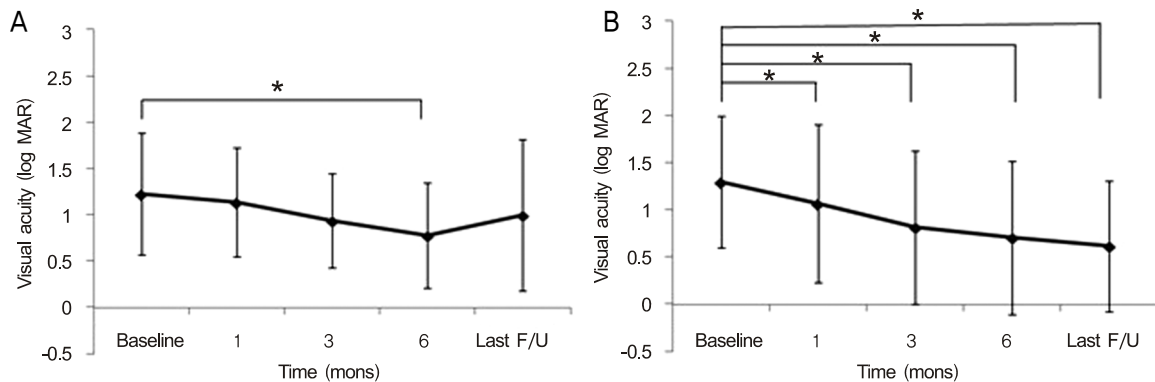 A
Visual acuity (log MAR)
3
2.5
2
1.5
1
0.5
0
-0.5
*
Baseline 1 3 6 Last F/U
Time (mons)
B
Visual acuity (log MAR)
3
2.5
2
1.5
1
0.5
0
-0.5
*
*
*
*
Baseline 1 3 6 Last F/U
Time (mons)